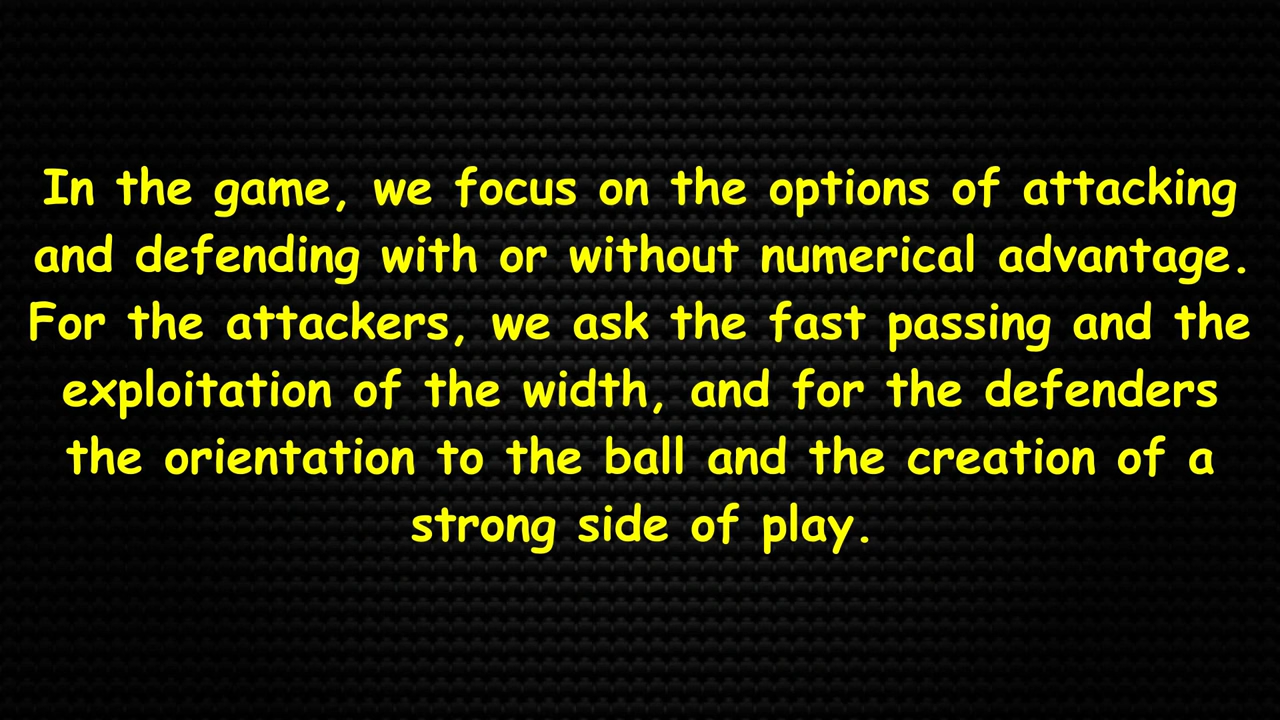 In the game, we focus on the options of attacking
and defending with or without numerical advantage.
For the attackers, we ask the fast passing and the
exploitation of the width, and for the defenders
the orientation to the ball and the creation of a
strong side of play.